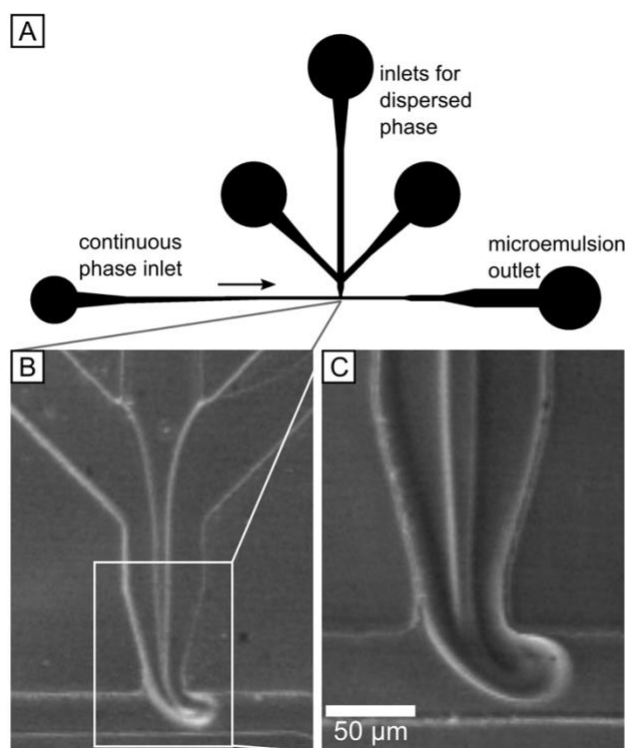 A
inlets for
dispersed
phase
continuous
phase inlet
microemulsion
outlet
B
C
50 µm